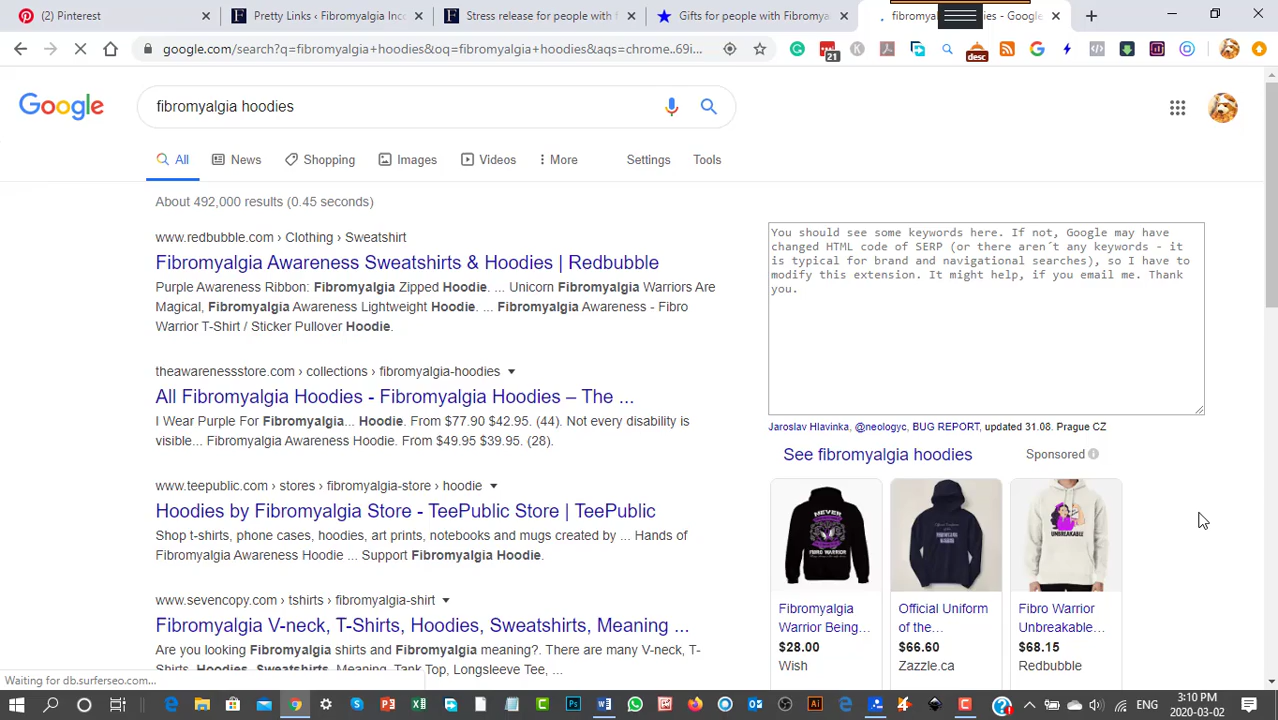 (2) Pinterest
Product Links - Fibromyalgia Inc
Stress release for people with
Gifts for people with Fibromya
google.com/search?q=fibromyalgia+hoodies&oq=fibromyalgia+hoodies&aqs=chrome..69i...
21
desc
Google
fibromyalgia hoodies
All
News
Shopping
Images
Videos
More
Settings
Tools
About 492,000 results (0.45 seconds)
www.redbubble.com › Clothing › Sweatshirt
Fibromyalgia Awareness Sweatshirts & Hoodies | Redbubble
Purple Awareness Ribbon: Fibromyalgia Zipped Hoodie. ... Unicorn Fibromyalgia Warriors Are
Magical, Fibromyalgia Awareness Lightweight Hoodie. ... Fibromyalgia Awareness - Fibro
Warrior T-Shirt / Sticker Pullover Hoodie.
theawarenessstore.com › collections › fibromyalgia-hoodies
All Fibromyalgia Hoodies - Fibromyalgia Hoodies – The ...
I Wear Purple For Fibromyalgia... Hoodie. From $77.90 $42.95. (44). Not every disability is
visible... Fibromyalgia Awareness Hoodie. From $49.95 $39.95. (28).
www.teepublic.com › stores › fibromyalgia-store › hoodie
Hoodies by Fibromyalgia Store - TeePublic Store | TeePublic
Shop t-shirts, phone cases, hoodies, art prints, notebooks and mugs created by ... Hands of
Fibromyalgia Awareness Hoodie ... Support Fibromyalgia Hoodie.
www.sevencopy.com › tshirts › fibromyalgia-shirt
Fibromyalgia V-neck, T-Shirts, Hoodies, Sweatshirts, Meaning ...
Are you looking Fibromyalgia shirts and Fibromyalgia meaning?. There are many V-neck, T-
Shirts, Hoodies, Sweatshirts, Meaning, Tank Top, Longsleeve Tee, ...
You should see some keywords here. If not, Google may have
changed HTML code of SERP (or there aren´t any keywords - it
is typical for brand and navigational searches), so I have to
modify this extension. It might help, if you email me. Thank
you.
Jaroslav Hlavinka, @neologyc, BUG REPORT, updated 31.08. Prague CZ
See fibromyalgia hoodies
Sponsored
NEVER
FIBRO WARRIOR
UNBREAKABLE
Fibromyalgia
Warrior Being...
$28.00
Wish
Official Uniform
of the...
$66.60
Zazzle.ca
Fibro Warrior
Unbreakable...
$68.15
Redbubble
Waiting for db.surferseo.com...
ENG
3:10 PM
2020-03-02